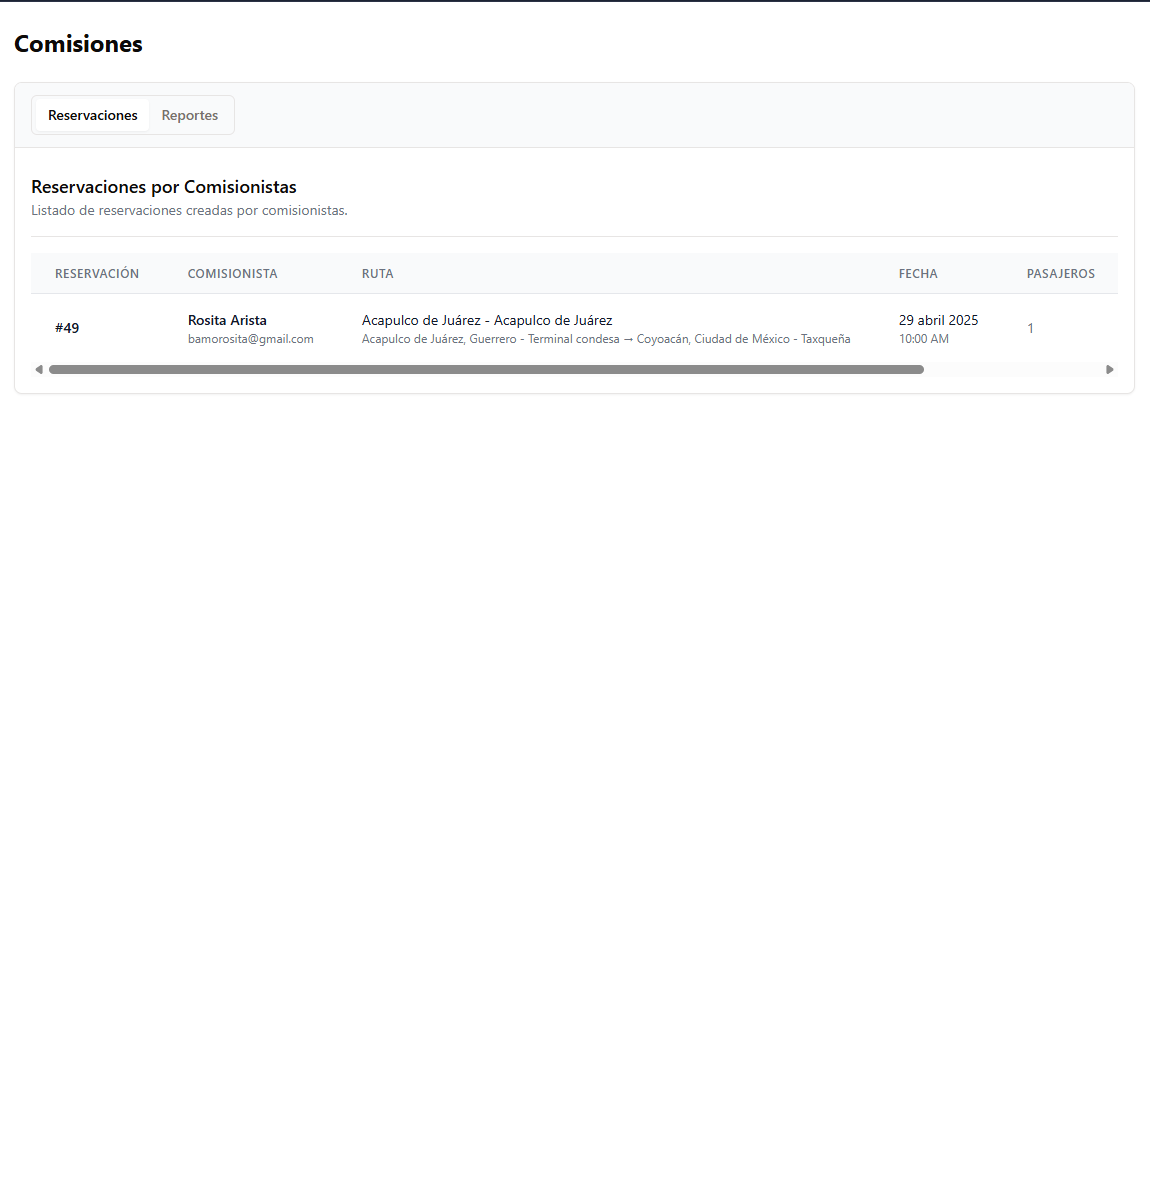 Comisiones
Reservaciones Reportes
Reservaciones por Comisionistas
Listado de reservaciones creadas por comisionistas.
RESERVACIÓN COMISIONISTA RUTA FECHA PASAJEROS
#49 Rosita Arista Acapulco de Juárez - Acapulco de Juárez 29 abril 2025 1
bamorosita@gmail.com Acapulco de Juárez, Guerrero - Terminal condesa → Coyoacán, Ciudad de México - Taxqueña 10:00 AM